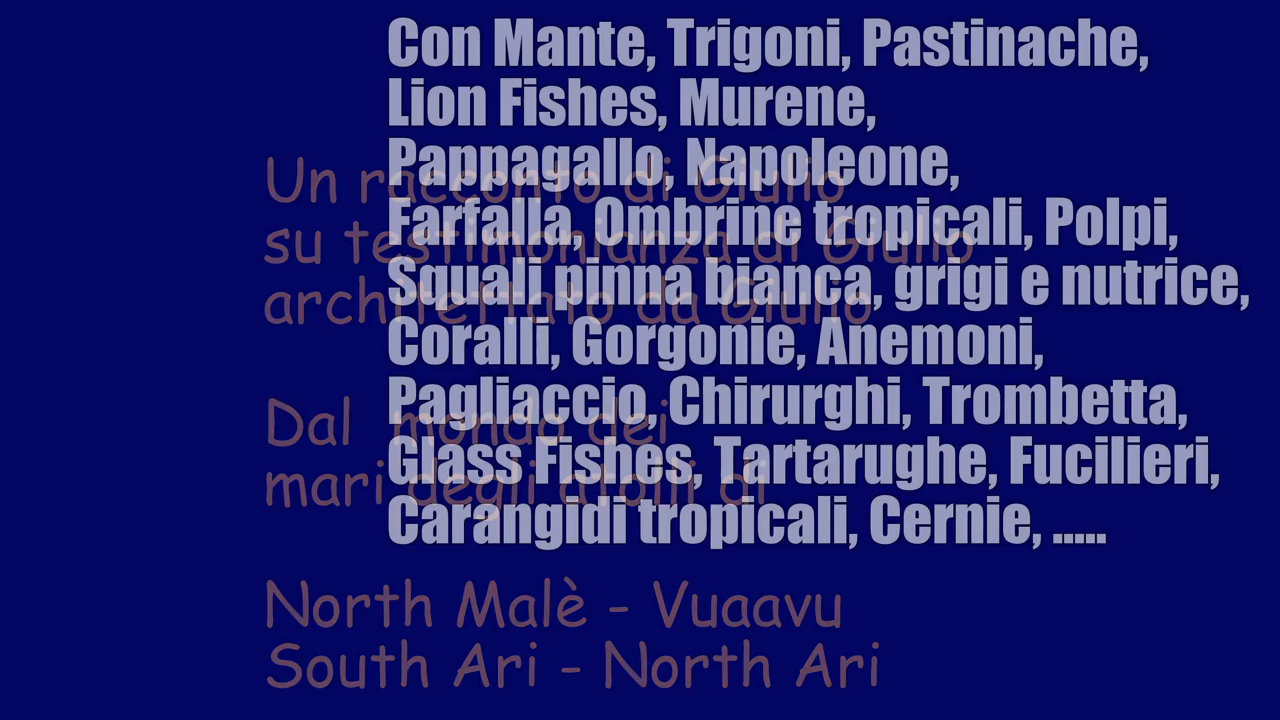 Con Mante, Trigoni, Pastinache,
Lion Fishes, Murene,
Pappagallo, Napoleone,
Farfalla, Ombrine tropicali, Polpi,
Squali pinna bianca, grigi e nutrice,
Coralli, Gorgonie, Anemoni,
Pagliaccio, Chirurghi, Trombetta,
Glass Fishes, Tartarughe, Fucilieri,
Carangidi tropicali, Cernie, .....
Un racconto di Giulio
su testimonianza di Giulio
architettato da Giulio
Dal mondo dei
mari degli atolli di
North Malè - Vuaavu
South Ari - North Ari